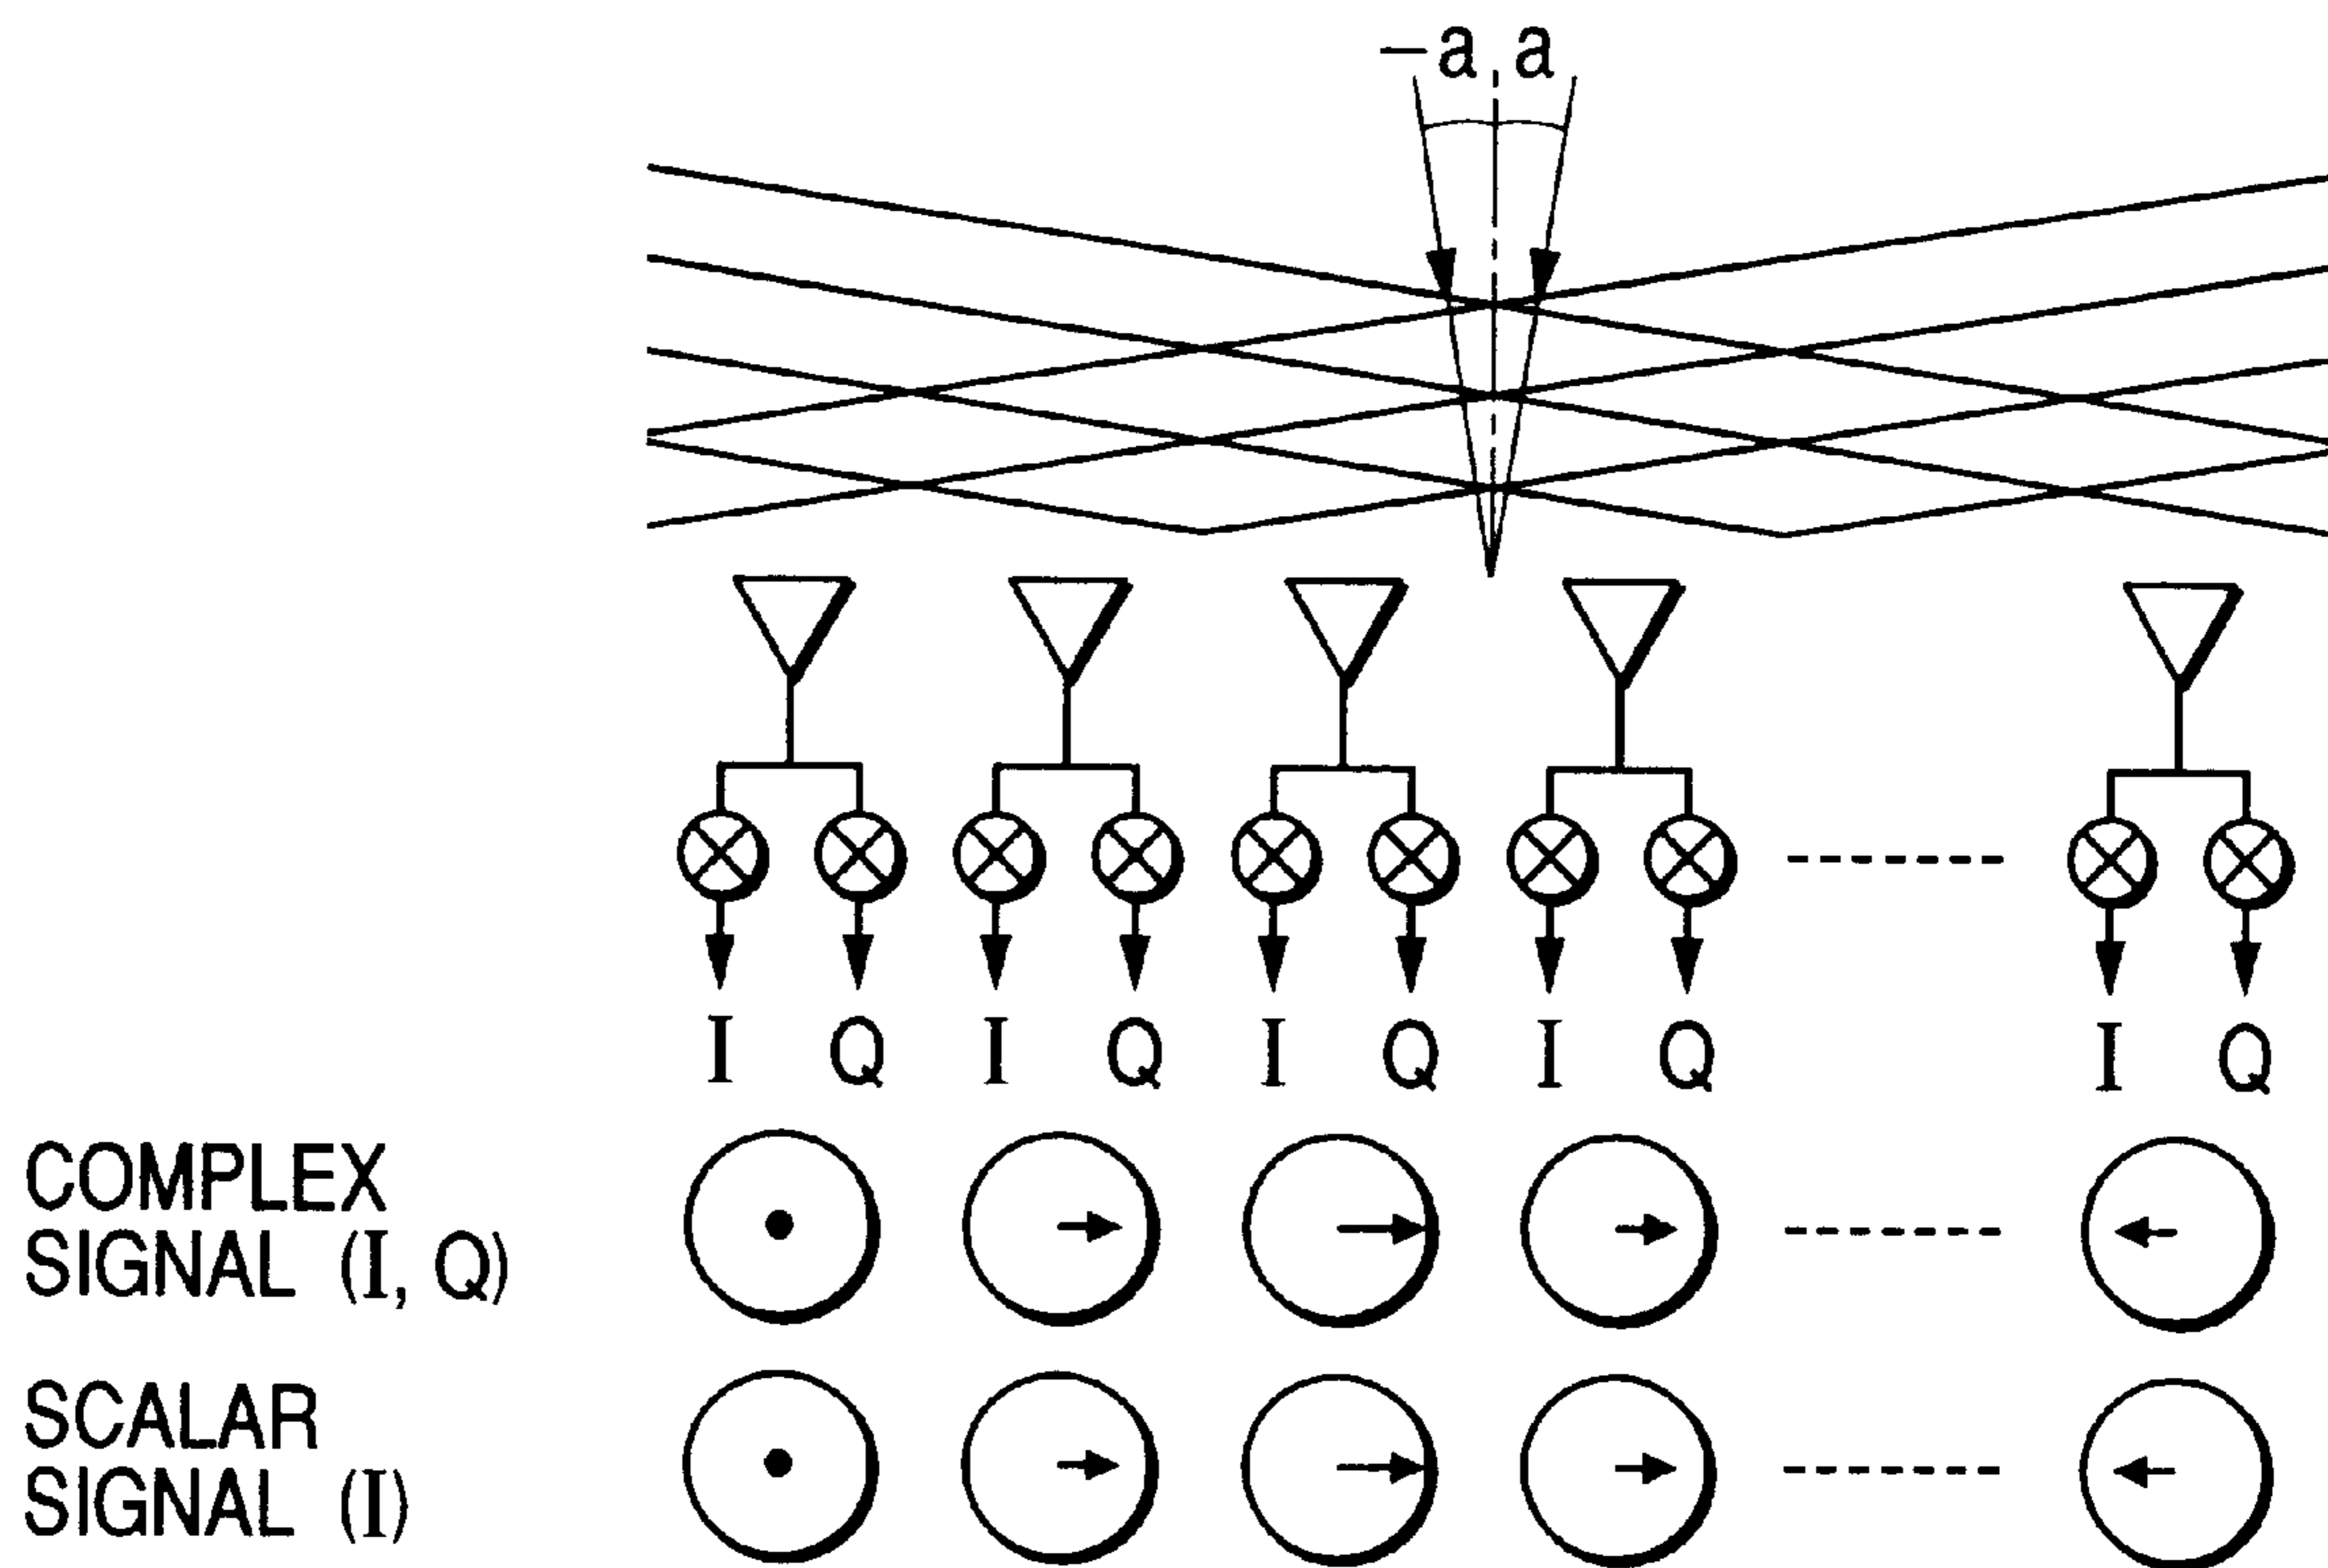 −a a
I Q I Q I Q I Q I Q
COMPLEX
SIGNAL (I, Q)
SCALAR
SIGNAL (I)